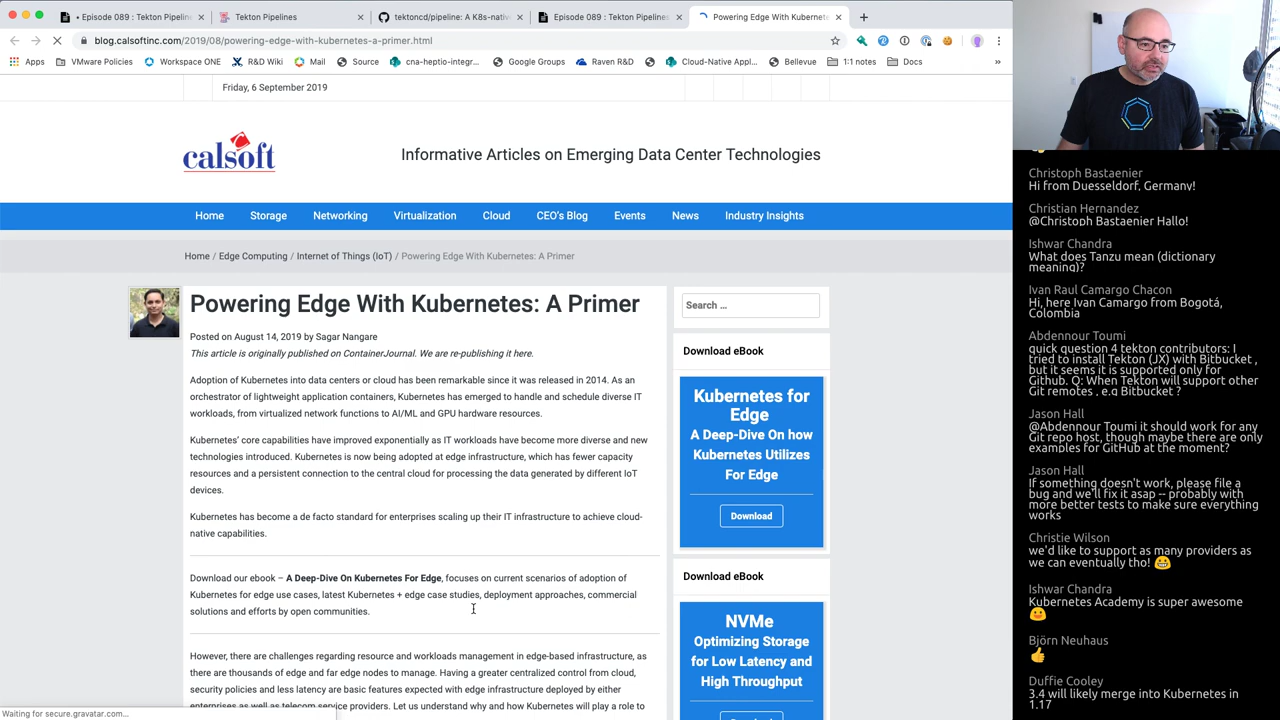 • Episode 089 : Tekton Pipelin
Tekton Pipelines
tektoncd/pipeline: A K8s-nativ
Episode 089 : Tekton Pipelines
Powering Edge With Kubernete
blog.calsoftinc.com/2019/08/powering-edge-with-kubernetes-a-primer.html
Apps
VMware Policies
Workspace ONE
R&D Wiki
Mail
Source
cna-heptio-integr...
Google Groups
Raven R&D
Cloud-Native Appl...
Bellevue
1:1 notes
Docs
»
Friday, 6 September 2019
calsoft
Informative Articles on Emerging Data Center Technologies
Home
Storage
Networking
Virtualization
Cloud
CEO's Blog
Events
News
Industry Insights
Home / Edge Computing / Internet of Things (IoT) / Powering Edge With Kubernetes: A Primer
Powering Edge With Kubernetes: A Primer
Posted on August 14, 2019 by Sagar Nangare
This article is originally published on ContainerJournal. We are re-publishing it here.
Adoption of Kubernetes into data centers or cloud has been remarkable since it was released in 2014. As an
orchestrator of lightweight application containers, Kubernetes has emerged to handle and schedule diverse IT
workloads, from virtualized network functions to AI/ML and GPU hardware resources.
Kubernetes' core capabilities have improved exponentially as IT workloads have become more diverse and new
technologies introduced. Kubernetes is now being adopted at edge infrastructure, which has fewer capacity
resources and a persistent connection to the central cloud for processing the data generated by different IoT
devices.
Kubernetes has become a de facto standard for enterprises scaling up their IT infrastructure to achieve cloud-
native capabilities.
Download our ebook – A Deep-Dive On Kubernetes For Edge, focuses on current scenarios of adoption of
Kubernetes for edge use cases, latest Kubernetes + edge case studies, deployment approaches, commercial
solutions and efforts by open communities.
However, there are challenges regarding resource and workloads management in edge-based infrastructure, as
there are thousands of edge and far edge nodes to manage. Having a greater centralized control from cloud,
security policies and less latency are basic features expected with edge infrastructure deployed by either
enterprises as well as telecom service providers. Let us understand why and how Kubernetes will play a role to
Search …
Download eBook
Kubernetes for
Edge
A Deep-Dive On how
Kubernetes Utilizes
For Edge
Download
Download eBook
NVMe
Optimizing Storage
for Low Latency and
High Throughput
Waiting for secure.gravatar.com...
Christoph Bastaenier
Hi from Duesseldorf, Germany!
Christian Hernandez
@Christoph Bastaenier Hallo!
Ishwar Chandra
What does Tanzu mean (dictionary
meaning)?
Ivan Raul Camargo Chacon
Hi, here Ivan Camargo from Bogotá,
Colombia
Abdennour Toumi
quick question 4 tekton contributors: I
tried to install Tekton (JX) with Bitbucket ,
but it seems it is supported only for
Github. Q: When Tekton will support other
Git remotes , e.g Bitbucket ?
Jason Hall
@Abdennour Toumi it should work for any
Git repo host, though maybe there are only
examples for GitHub at the moment?
Jason Hall
If something doesn't work, please file a
bug and we'll fix it asap -- probably with
more better tests to make sure everything
works
Christie Wilson
we'd like to support as many providers as
we can eventually tho! 😀
Ishwar Chandra
Kubernetes Academy is super awesome
😀
Björn Neuhaus
👍
Duffie Cooley
3.4 will likely merge into Kubernetes in
1.17